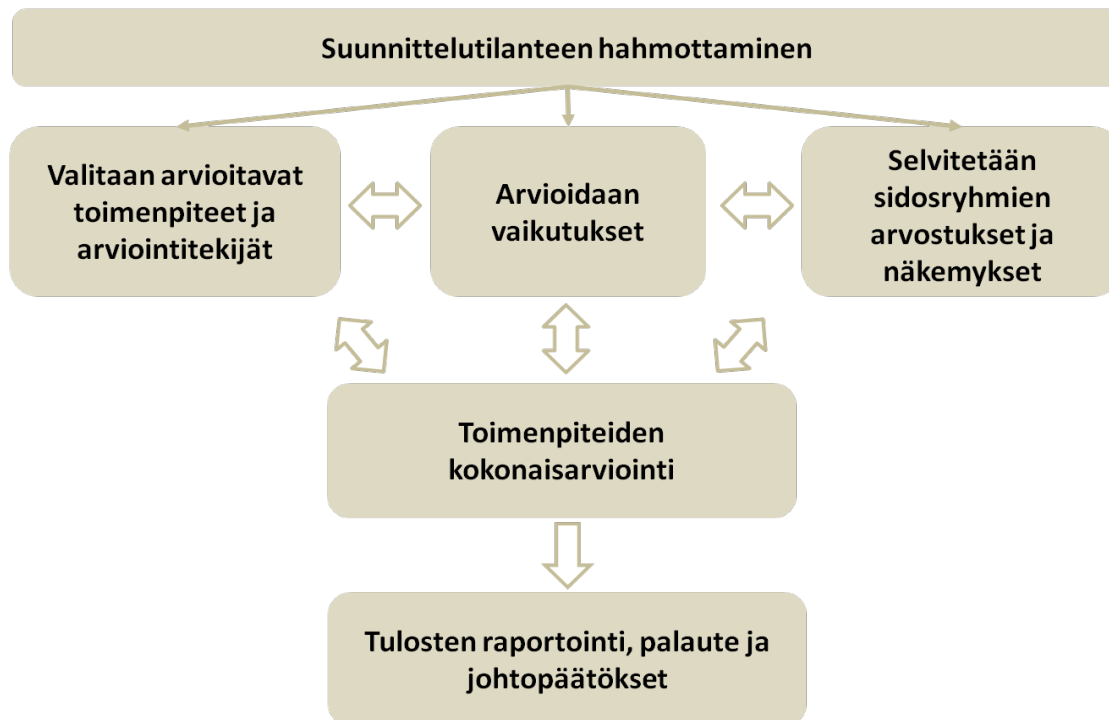 Suunnittelutilanteen hahmottaminen
Valitaan arvioitavat
toimenpiteet ja
arviointitekijät
Arvioidaan
vaikutukset
Selvitetään
sidosryhmien
arvostukset ja
näkemykset
Toimenpiteiden
kokonaisarviointi
Tulosten raportointi, palaute ja
johtopäätökset